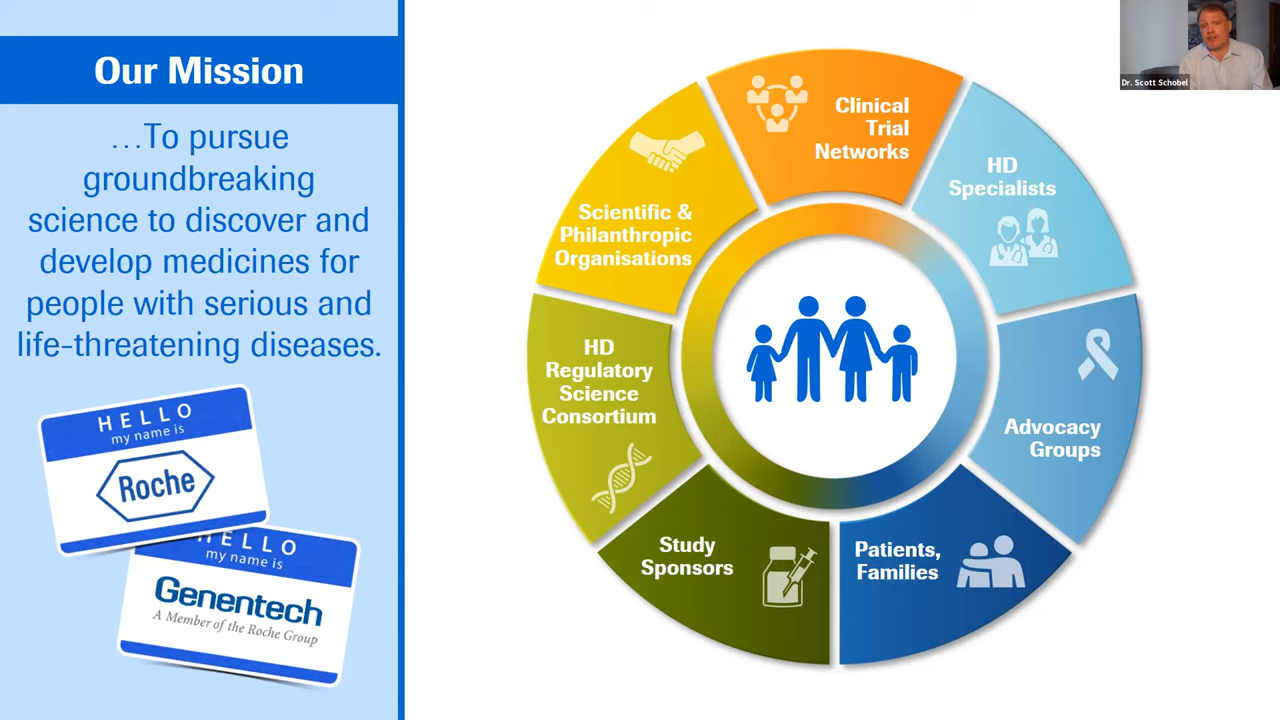 Our Mission
…To pursue
groundbreaking
science to discover and
develop medicines for
people with serious and
life-threatening diseases.
HELLO
my name is
Roche
HELLO
my name is
Genentech
A Member of the Roche Group
Clinical
Trial
Networks
HD
Specialists
Advocacy
Groups
Patients,
Families
Study
Sponsors
HD
Regulatory
Science
Consortium
Scientific &
Philanthropic
Organisations
Dr. Scott Schobel